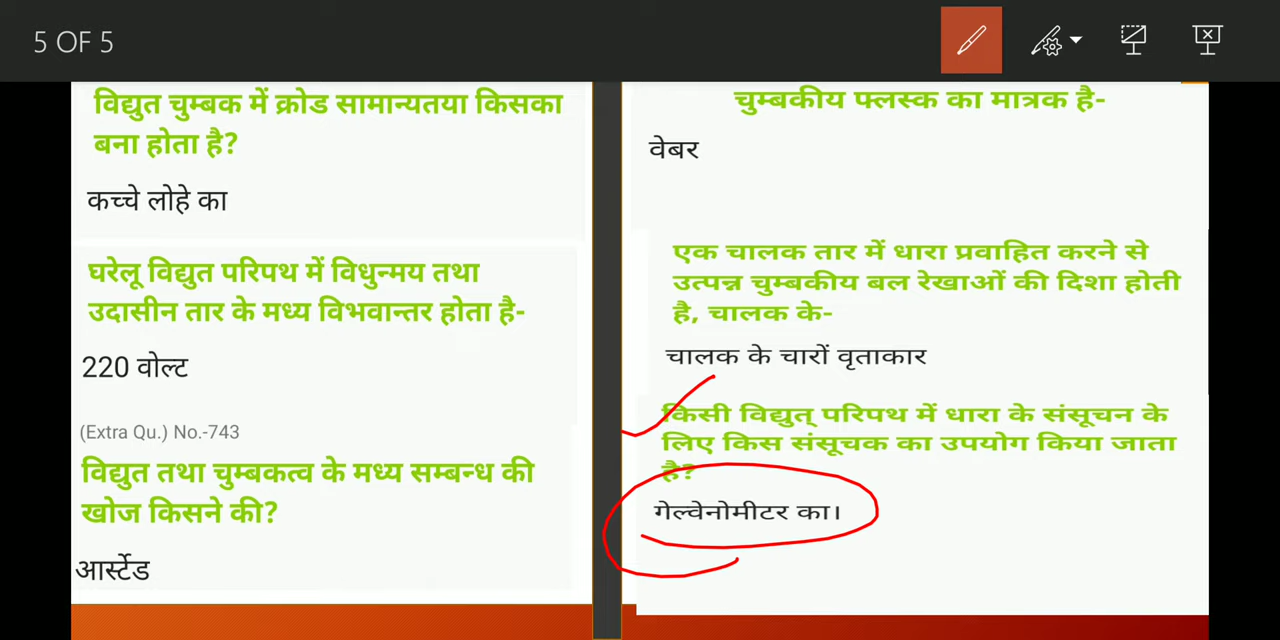 5 OF 5
विद्युत चुम्बक में क्रोड सामान्यतया किसका
बना होता है?
कच्चे लोहे का
घरेलू विद्युत परिपथ में विधुन्मय तथा
उदासीन तार के मध्य विभवान्तर होता है-
220 वोल्ट
(Extra Qu.) No.-743
विद्युत तथा चुम्बकत्व के मध्य सम्बन्ध की
खोज किसने की?
आर्स्टेड
चुम्बकीय फ्लस्क का मात्रक है-
वेबर
एक चालक तार में धारा प्रवाहित करने से
उत्पन्न चुम्बकीय बल रेखाओं की दिशा होती
है, चालक के-
चालक के चारों वृताकार
किसी विद्युत् परिपथ में धारा के संसूचन के
लिए किस संसूचक का उपयोग किया जाता
है?
गेल्वेनोमीटर का।